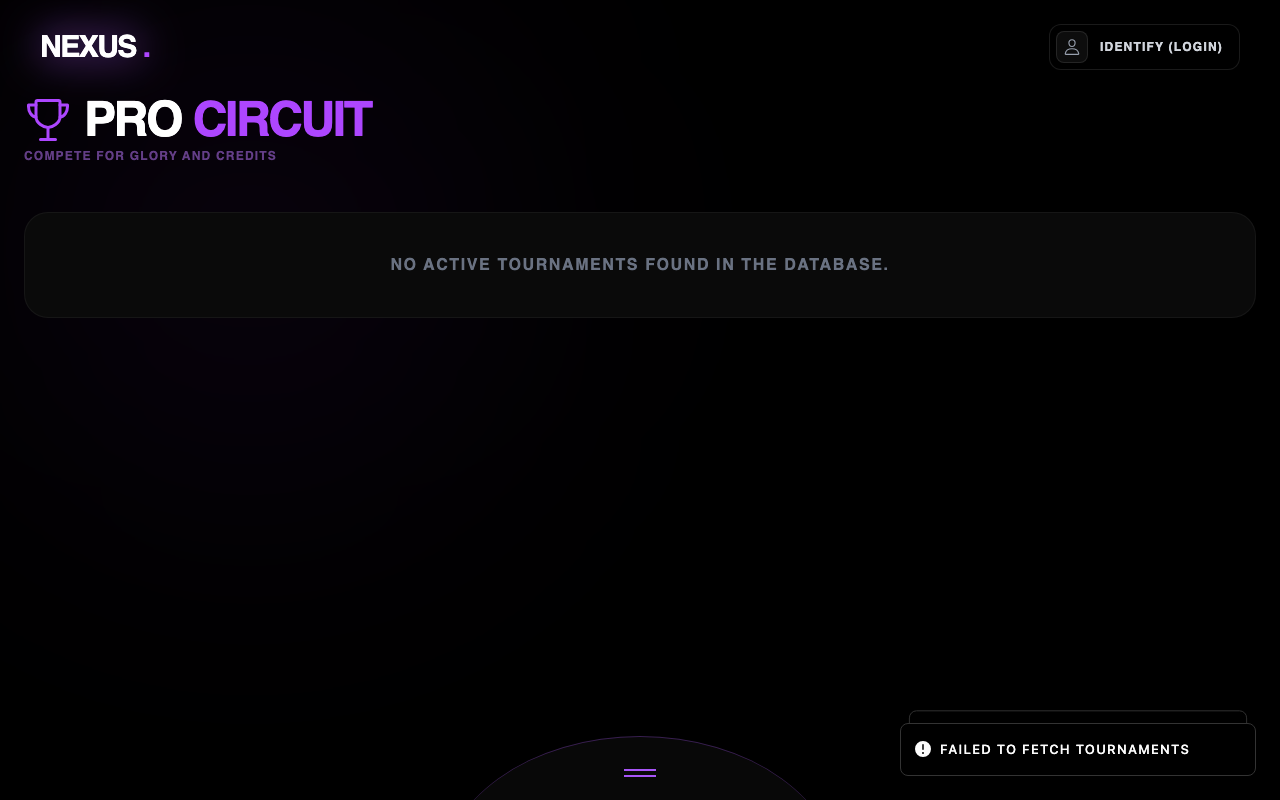 NEXUS.
IDENTIFY (LOGIN)
PRO CIRCUIT
COMPETE FOR GLORY AND CREDITS
NO ACTIVE TOURNAMENTS FOUND IN THE DATABASE.
FAILED TO FETCH TOURNAMENTS